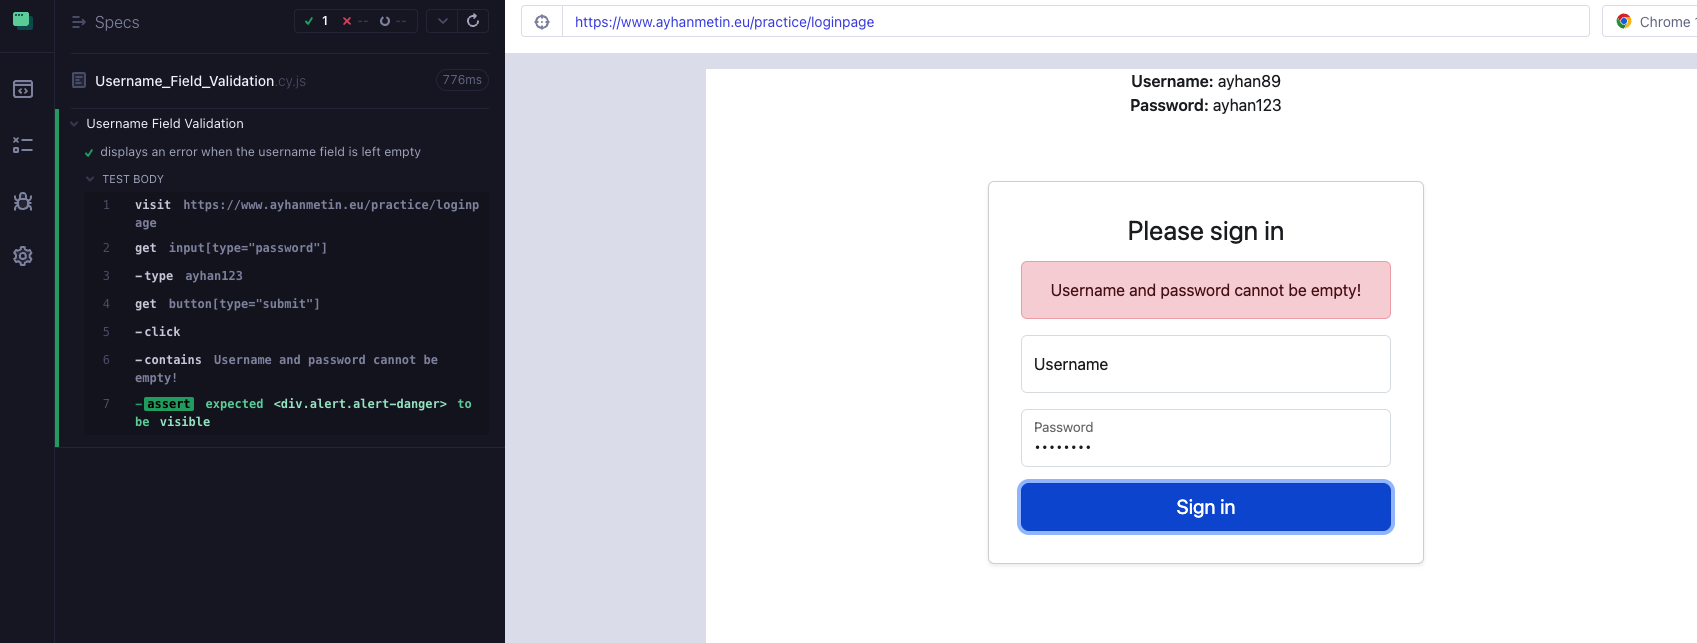 Specs
1
--
--
Username_Field_Validation.cy.js
776ms
Username Field Validation
displays an error when the username field is left empty
TEST BODY
1 visit https://www.ayhanmetin.eu/practice/loginp
age
2 get input[type="password"]
3 -type ayhan123
4 get button[type="submit"]
5 -click
6 -contains Username and password cannot be
empty!
7 -assert expected <div.alert.alert-danger> to
be visible
https://www.ayhanmetin.eu/practice/loginpage
Chrome 1
Username: ayhan89
Password: ayhan123
Please sign in
Username and password cannot be empty!
Username
Password
••••••••
Sign in